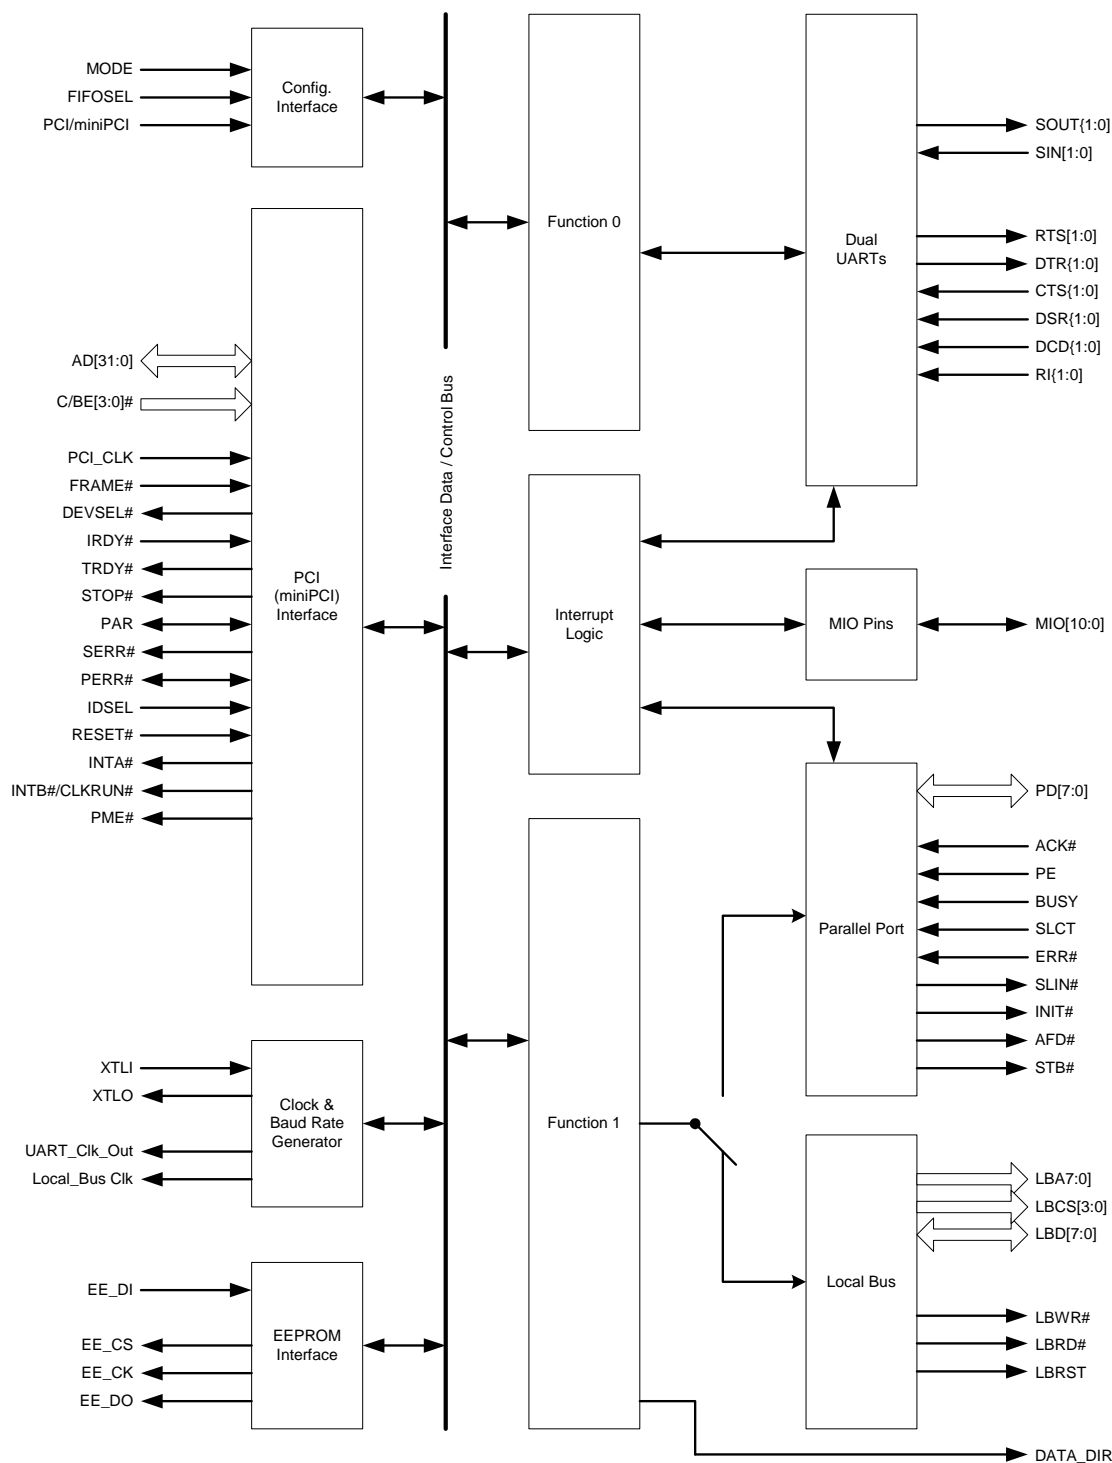 MODE
FIFOSEL
PCI/miniPCI
Config.
Interface
AD[31:0]
C/BE[3:0]#
PCI_CLK
FRAME#
DEVSEL#
IRDY#
TRDY#
STOP#
PAR
SERR#
PERR#
IDSEL
RESET#
INTA#
INTB#/CLKRUN#
PME#
PCI
(miniPCI)
Interface
XTLI
XTLO
UART_Clk_Out
Local_Bus Clk
Clock &
Baud Rate
Generator
EE_DI
EE_CS
EE_CK
EE_DO
EEPROM
Interface
Interface Data / Control Bus
Function 0
Interrupt
Logic
Function 1
Dual
UARTs
SOUT{1:0]
SIN[1:0]
RTS[1:0]
DTR{1:0]
CTS{1:0]
DSR{1:0]
DCD{1:0]
RI{1:0]
MIO Pins
MIO[10:0]
Parallel Port
PD[7:0]
ACK#
PE
BUSY
SLCT
ERR#
SLIN#
INIT#
AFD#
STB#
Local Bus
LBA7:0]
LBCS[3:0]
LBD[7:0]
LBWR#
LBRD#
LBRST
DATA_DIR